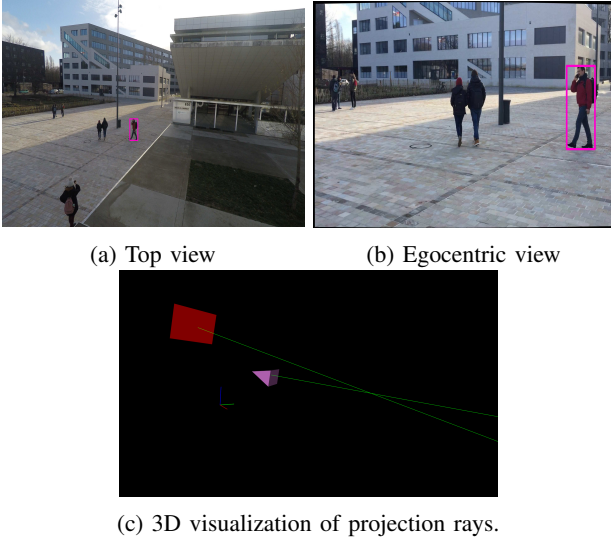 (a) Top view
(b) Egocentric view
(c) 3D visualization of projection rays.